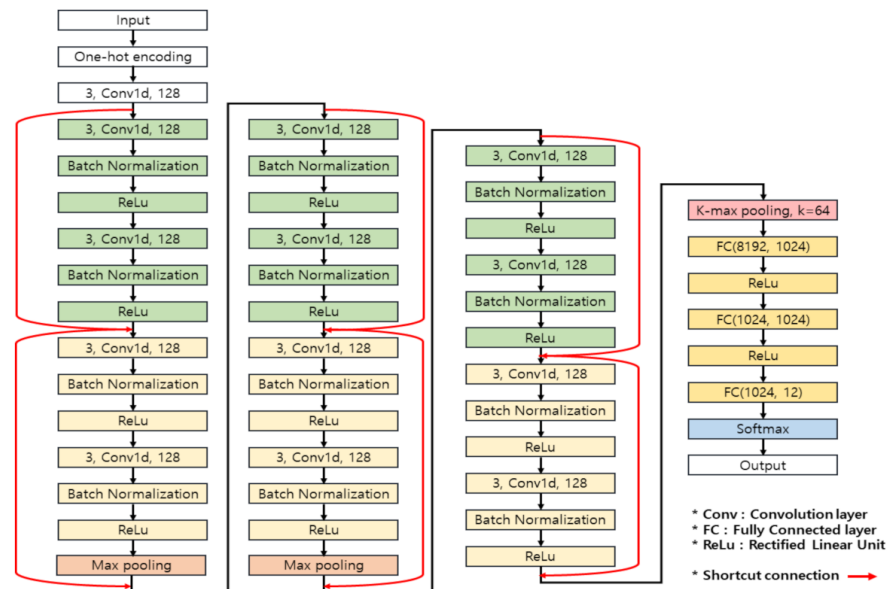 Input
One-hot encoding
3, Conv1d, 128
3, Conv1d, 128
Batch Normalization
ReLu
3, Conv1d, 128
Batch Normalization
ReLu
3, Conv1d, 128
Batch Normalization
ReLu
3, Conv1d, 128
Batch Normalization
ReLu
Max pooling
3, Conv1d, 128
Batch Normalization
ReLu
3, Conv1d, 128
Batch Normalization
ReLu
3, Conv1d, 128
Batch Normalization
ReLu
3, Conv1d, 128
Batch Normalization
ReLu
Max pooling
3, Conv1d, 128
Batch Normalization
ReLu
3, Conv1d, 128
Batch Normalization
ReLu
3, Conv1d, 128
Batch Normalization
ReLu
3, Conv1d, 128
Batch Normalization
ReLu
K-max pooling, k=64
FC(8192, 1024)
ReLu
FC(1024, 1024)
ReLu
FC(1024, 12)
Softmax
Output
* Conv : Convolution layer
* FC : Fully Connected layer
* ReLu : Rectified Linear Unit
* Shortcut connection